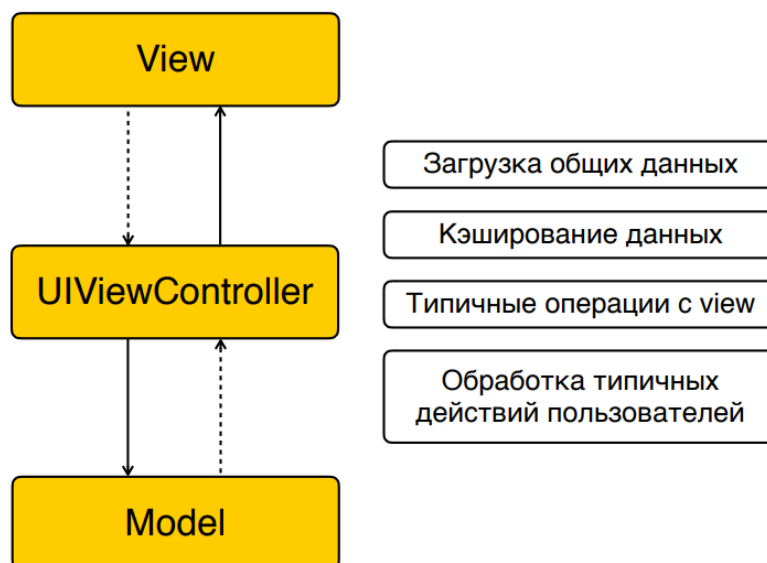 View
UIViewController
Model
Загрузка общих данных
Кэширование данных
Типичные операции с view
Обработка типичных
действий пользователей